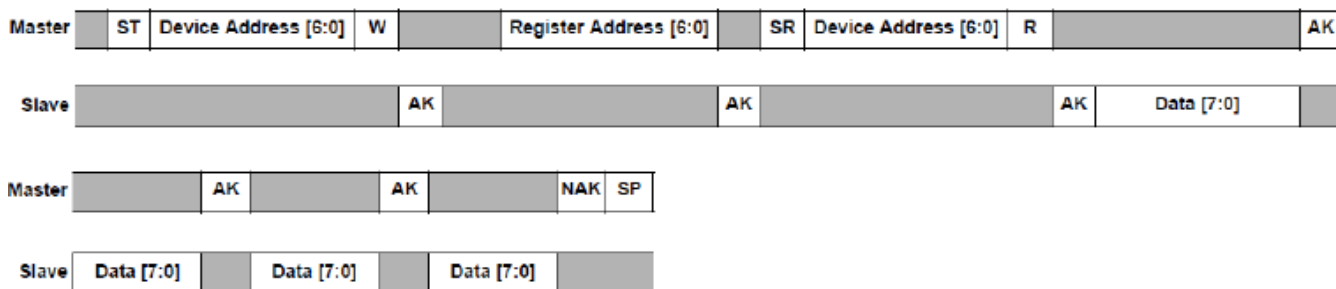 Master ST Device Address [6:0] W Register Address [6:0] SR Device Address [6:0] R AK
Slave AK AK AK Data [7:0]
Master AK AK NAK SP
Slave Data [7:0] Data [7:0] Data [7:0]